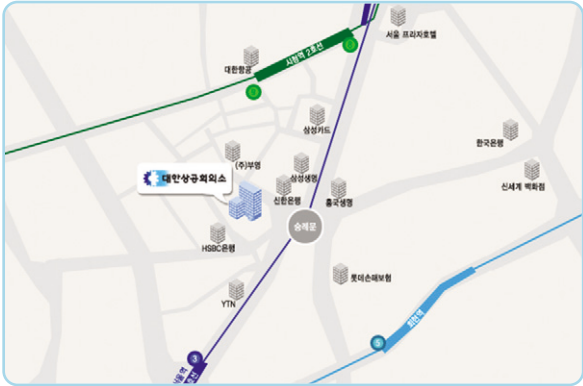 서울 프라자호텔
시청역 2호선
대한항공
삼성카드
한국은행
(주)부영
삼성생명
대한상공회의소
신세계 백화점
신한은행
흥국생명
숭례문
HSBC은행
롯데손해보험
YTN
회현역
5
3